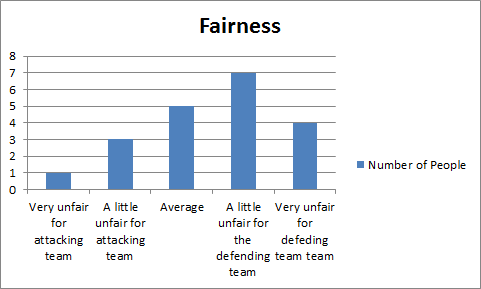 Fairness
8
7
6
5
4
3
2
1
0
Very unfair
for
attacking
team
A little
unfair for
attacking
team
Average
A little
unfair for
the
defending
team
Very unfair
for
defeding
team team
Number of People